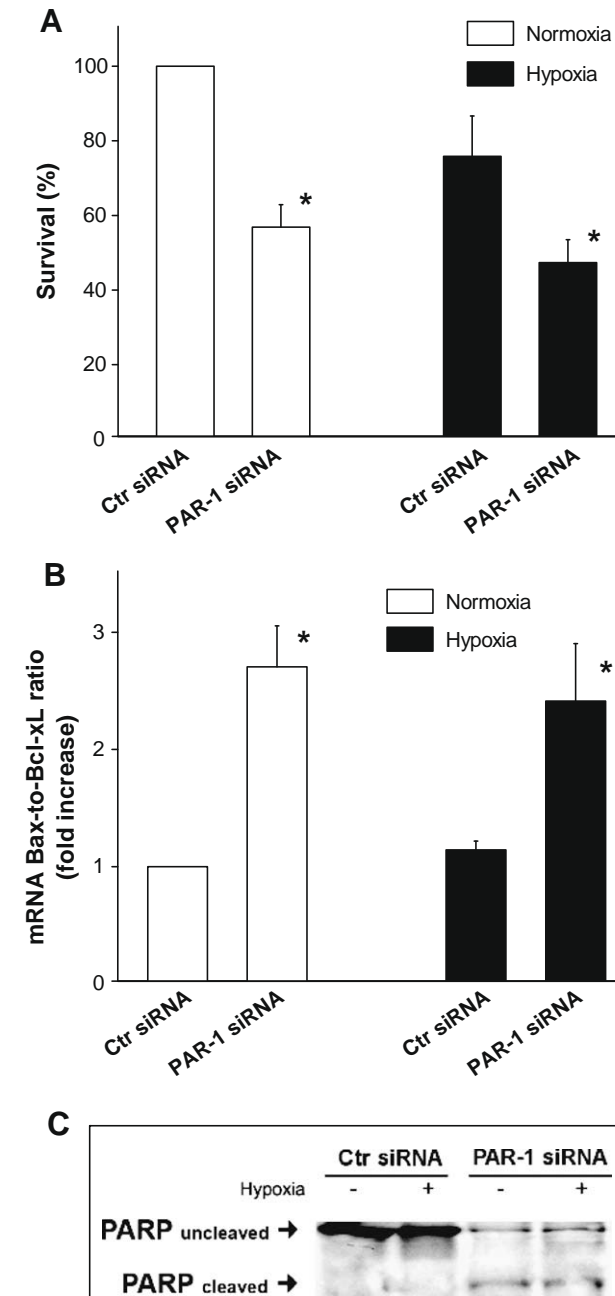 A
Normoxia
Hypoxia
Survival (%)
100
80
60
40
20
0
*
*
Ctr siRNA
PAR-1 siRNA
Ctr siRNA
PAR-1 siRNA
B
Normoxia
Hypoxia
mRNA Bax-to-Bcl-xL ratio
(fold increase)
3
2
1
0
*
*
Ctr siRNA
PAR-1 siRNA
Ctr siRNA
PAR-1 siRNA
C
Ctr siRNA PAR-1 siRNA
Hypoxia - + - +
PARP uncleaved →
PARP cleaved →